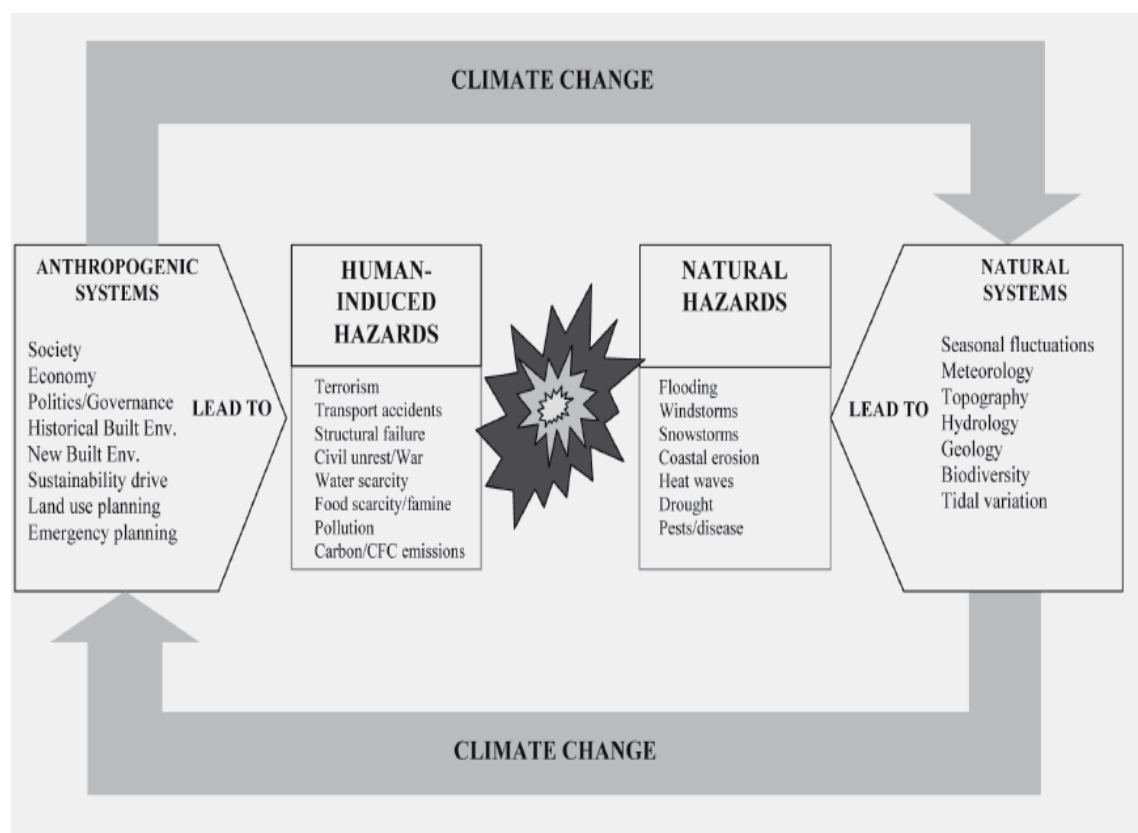 CLIMATE CHANGE
ANTHROPOGENIC
SYSTEMS
Society
Economy
Politics/Governance
Historical Built Env.
New Built Env.
Sustainability drive
Land use planning
Emergency planning
LEAD TO
HUMAN-
INDUCED
HAZARDS
Terrorism
Transport accidents
Structural failure
Civil unrest/War
Water scarcity
Food scarcity/famine
Pollution
Carbon/CFC emissions
NATURAL
HAZARDS
Flooding
Windstorms
Snowstorms
Coastal erosion
Heat waves
Drought
Pests/disease
LEAD TO
NATURAL
SYSTEMS
Seasonal fluctuations
Meteorology
Topography
Hydrology
Geology
Biodiversity
Tidal variation
CLIMATE CHANGE